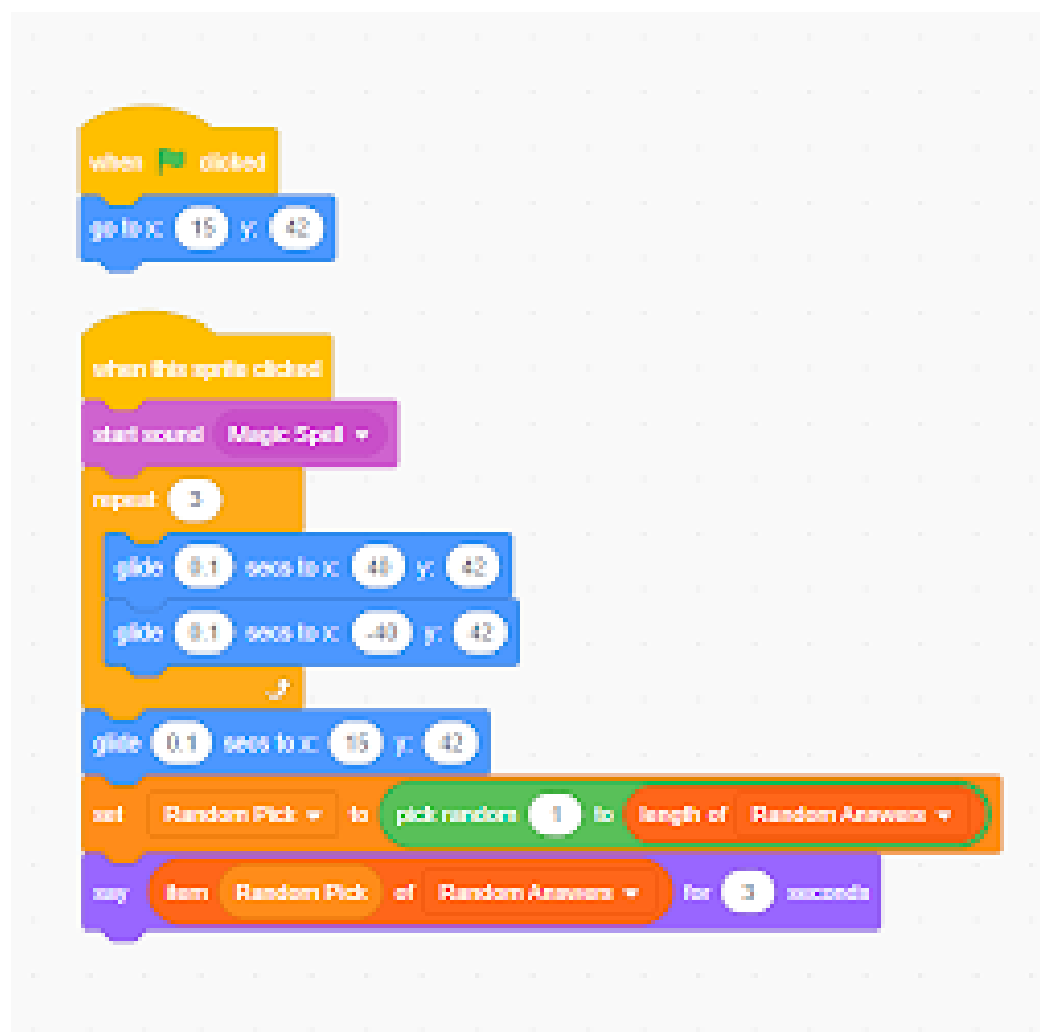 when clicked
go to x: 15 y: 42
when this sprite clicked
start sound Magic Spell
repeat 3
glide 0.1 secs to x: 40 y: 42
glide 0.1 secs to x: -40 y: 42
glide 0.1 secs to x: 15 y: 42
set Random Pick to pick random 1 to length of Random Answers
say item Random Pick of Random Answers for 3 seconds